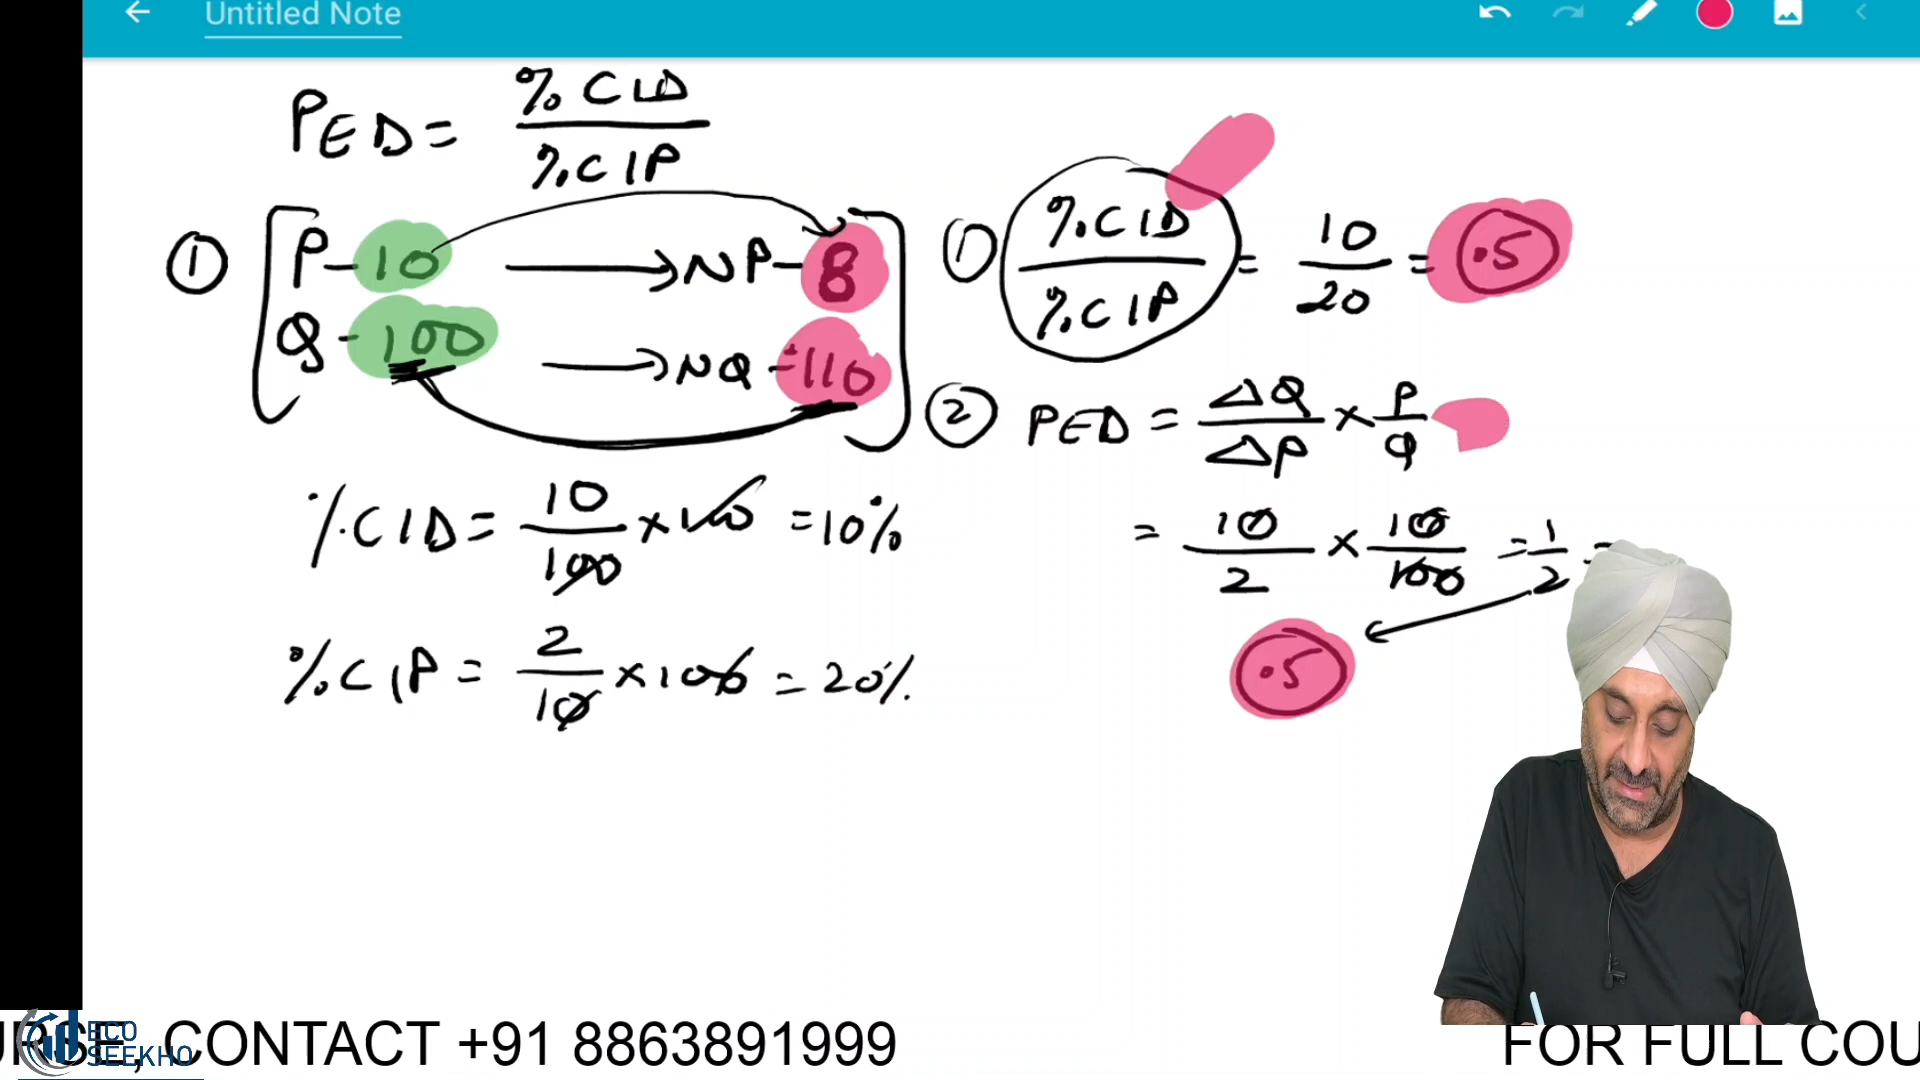 Untitled Note
PED = %CID / %CIP
① P-10 → NP-8
Q-100 → NQ-110
%CID = 10/100 × 100 = 10%
%CIP = 2/10 × 100 = 20%
① %CID / %CIP = 10/20 = .5
② PED = ΔQ/ΔP × P/Q
= 10/2 × 10/100 = 1/2 =
.5
ECO SEEKHO
URSE, CONTACT +91 8863891999
FOR FULL COU